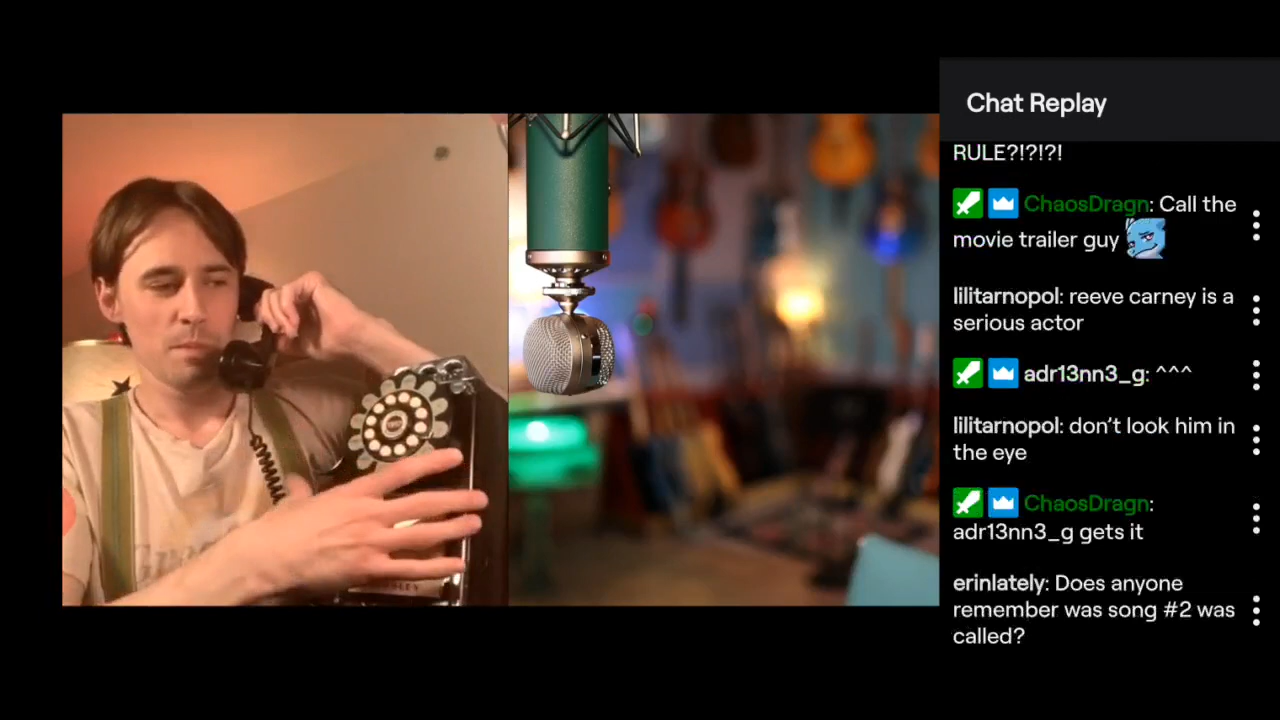 Chat Replay
RULE?!?!?!
ChaosDragn: Call the
movie trailer guy
lilitarnopol: reeve carney is a
serious actor
adr13nn3_g: ^^^
lilitarnopol: don’t look him in
the eye
ChaosDragn:
adr13nn3_g gets it
erinlately: Does anyone
remember was song #2 was
called?